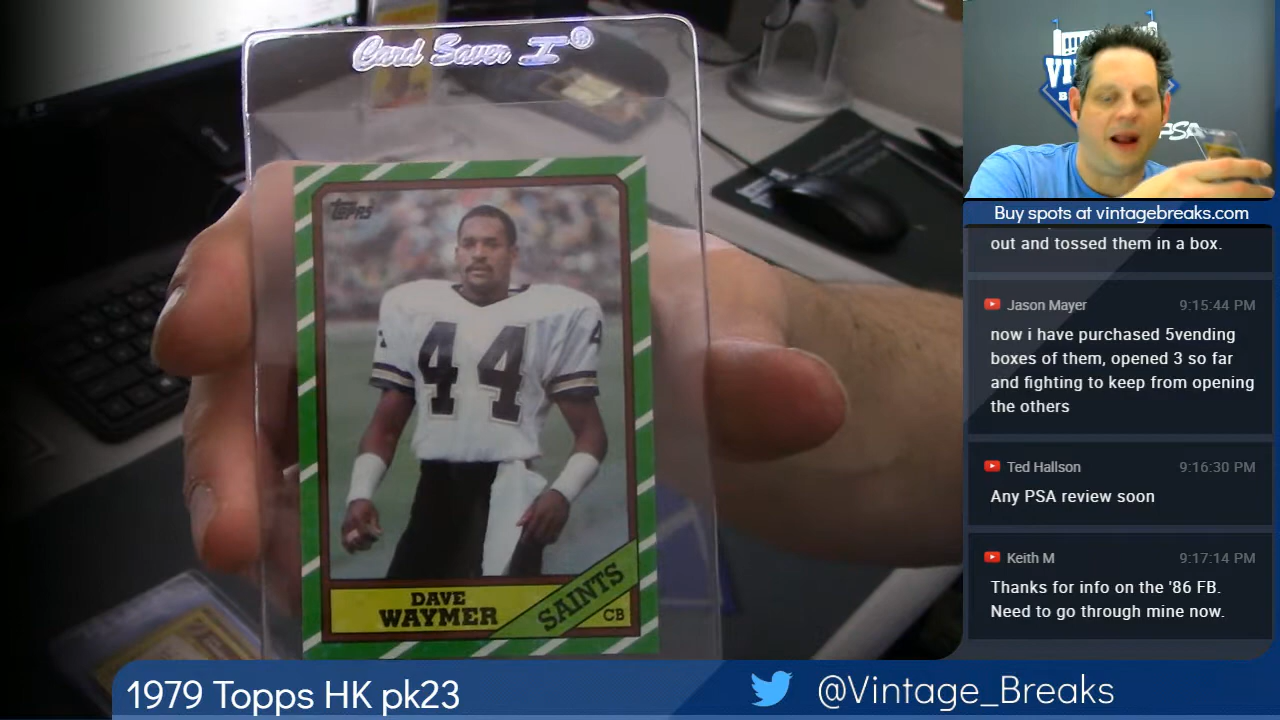 Card Saver I®
TOPPS
44
DAVE
WAYMER
SAINTS
CB
PSA
Buy spots at vintagebreaks.com
out and tossed them in a box.
Jason Mayer 9:15:44 PM
now i have purchased 5vending
boxes of them, opened 3 so far
and fighting to keep from opening
the others
Ted Hallson 9:16:30 PM
Any PSA review soon
Keith M 9:17:14 PM
Thanks for info on the '86 FB.
Need to go through mine now.
1979 Topps HK pk23
@Vintage_Breaks